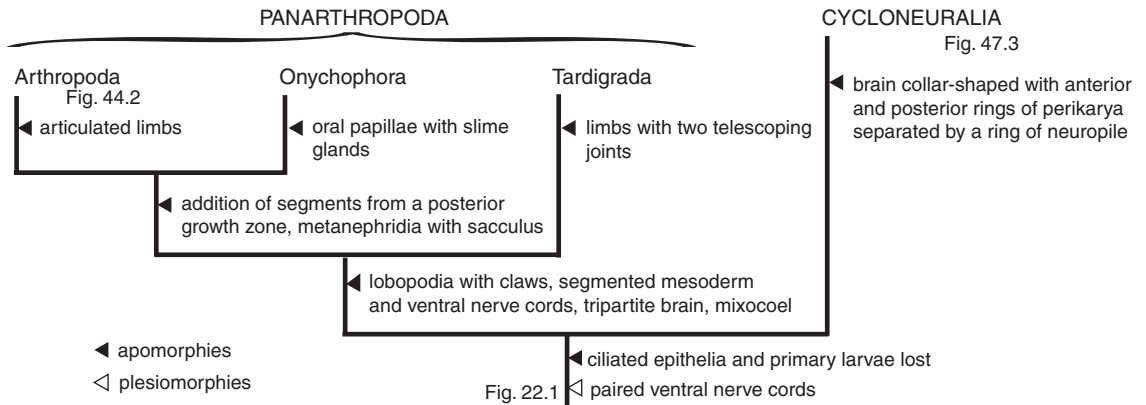 PANARTHROPODA
CYCLONEURALIA
Fig. 47.3
Arthropoda
Fig. 44.2
Onychophora
Tardigrada
brain collar-shaped with anterior
and posterior rings of perikarya
separated by a ring of neuropile
articulated limbs
oral papillae with slime
glands
limbs with two telescoping
joints
addition of segments from a posterior
growth zone, metanephridia with sacculus
lobopodia with claws, segmented mesoderm
and ventral nerve cords, tripartite brain, mixocoel
apomorphies
plesiomorphies
ciliated epithelia and primary larvae lost
Fig. 22.1
paired ventral nerve cords